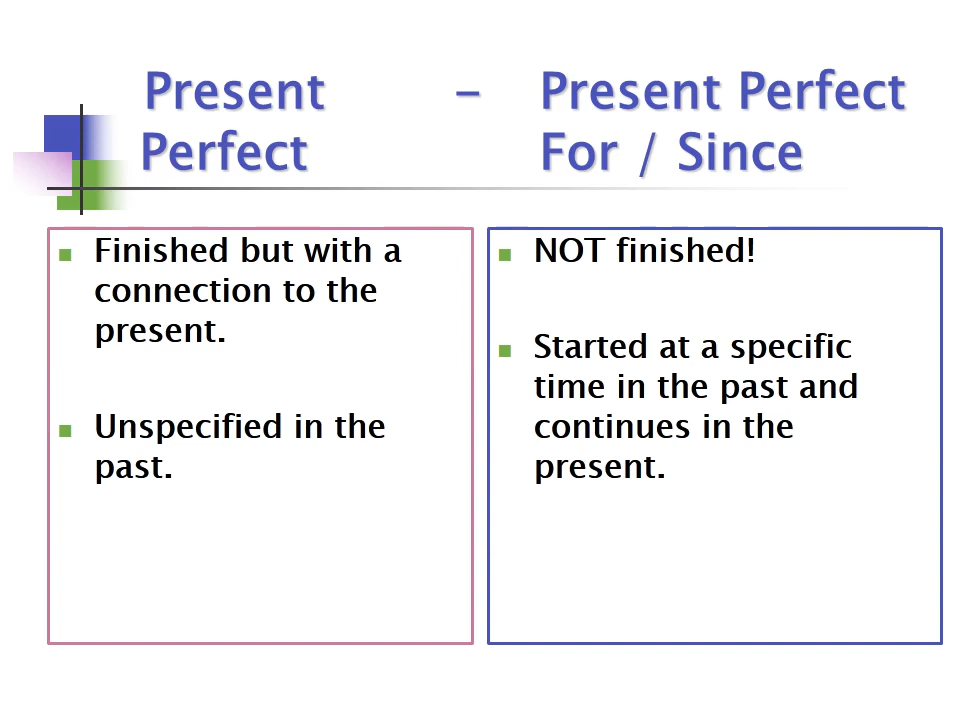 Present - Present Perfect
Perfect For / Since
Finished but with a
connection to the
present.
Unspecified in the
past.
NOT finished!
Started at a specific
time in the past and
continues in the
present.